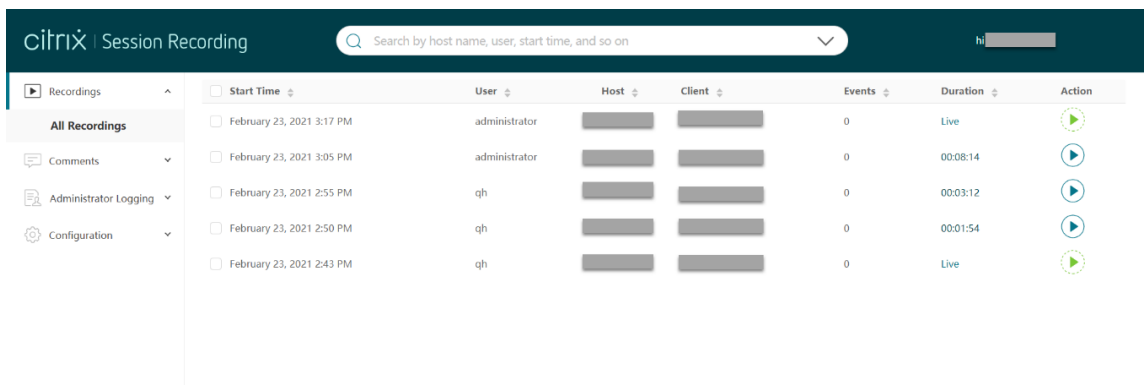 citrix | Session Recording
Search by host name, user, start time, and so on
hi
Recordings
All Recordings
Comments
Administrator Logging
Configuration
Start Time User Host Client Events Duration Action
February 23, 2021 3:17 PM administrator 0 Live
February 23, 2021 3:05 PM administrator 0 00:08:14
February 23, 2021 2:55 PM qh 0 00:03:12
February 23, 2021 2:50 PM qh 0 00:01:54
February 23, 2021 2:43 PM qh 0 Live